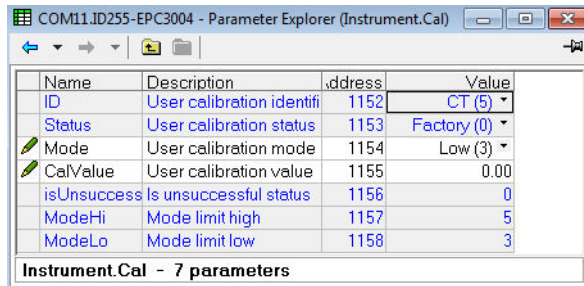 COM11.ID255-EPC3004 - Parameter Explorer (Instrument.Cal)
Name Description ddress Value
ID User calibration identifi 1152 CT (5)
Status User calibration status 1153 Factory (0)
Mode User calibration mode 1154 Low (3)
CalValue User calibration value 1155 0.00
isUnsuccess Is unsuccessful status 1156 0
ModeHi Mode limit high 1157 5
ModeLo Mode limit low 1158 3
Instrument.Cal - 7 parameters